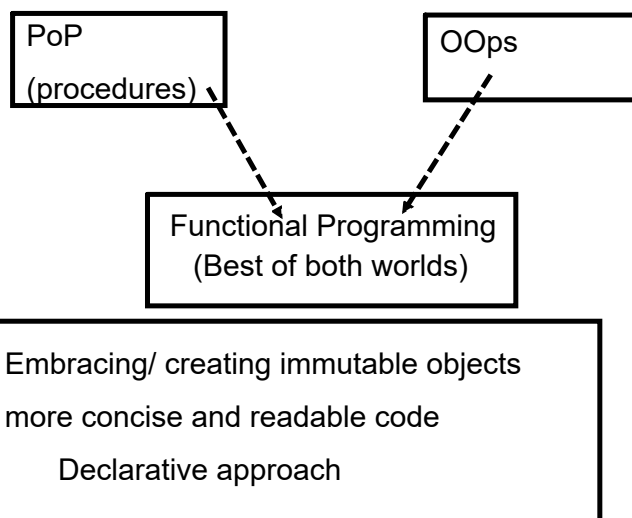 PoP
(procedures)
OOps
Functional Programming
(Best of both worlds)
Embracing/ creating immutable objects
more concise and readable code
Declarative approach